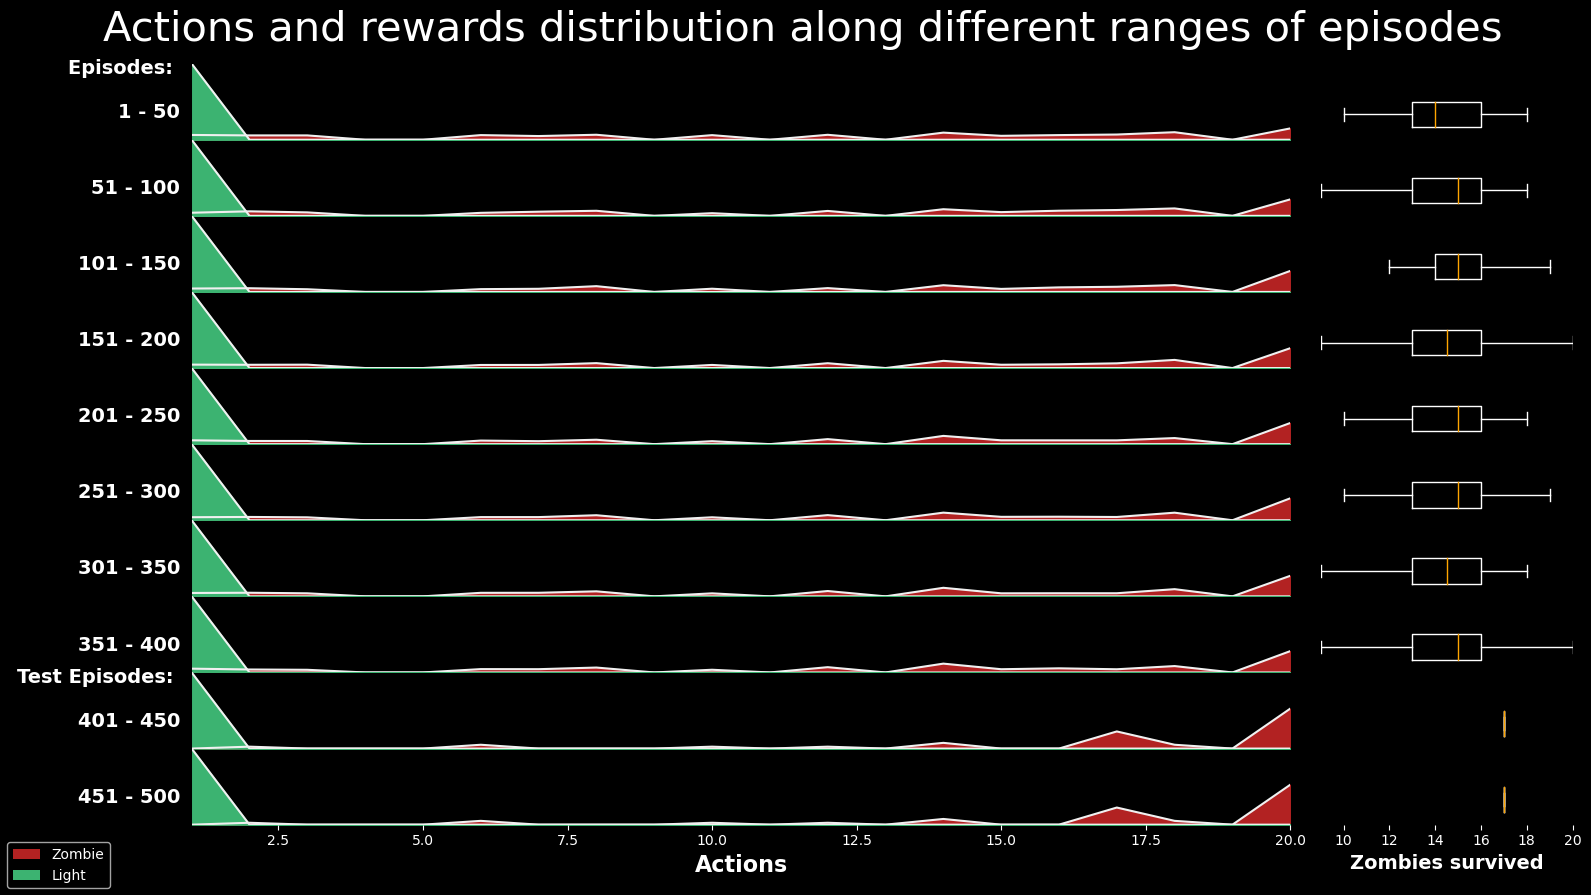 Actions and rewards distribution along different ranges of episodes
Episodes:
1 - 50
51 - 100
101 - 150
151 - 200
201 - 250
251 - 300
301 - 350
351 - 400
Test Episodes:
401 - 450
451 - 500
2.5 5.0 7.5 10.0 12.5 15.0 17.5 20.0
10 12 14 16 18 20
Actions
Zombies survived
Zombie
Light